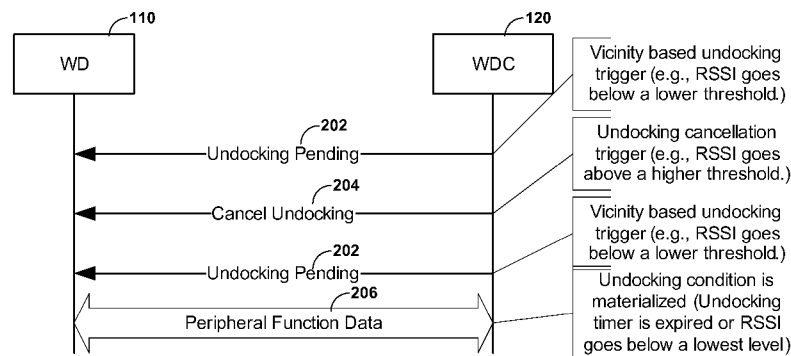 110
WD
120
WDC
Vicinity based undocking
trigger (e.g., RSSI goes
below a lower threshold.)
202
Undocking Pending
Undocking cancellation
trigger (e.g., RSSI goes
above a higher threshold.)
204
Cancel Undocking
Vicinity based undocking
trigger (e.g., RSSI goes
below a lower threshold.)
202
Undocking Pending
Undocking condition is
materialized (Undocking
timer is expired or RSSI
goes below a lowest level)
206
Peripheral Function Data